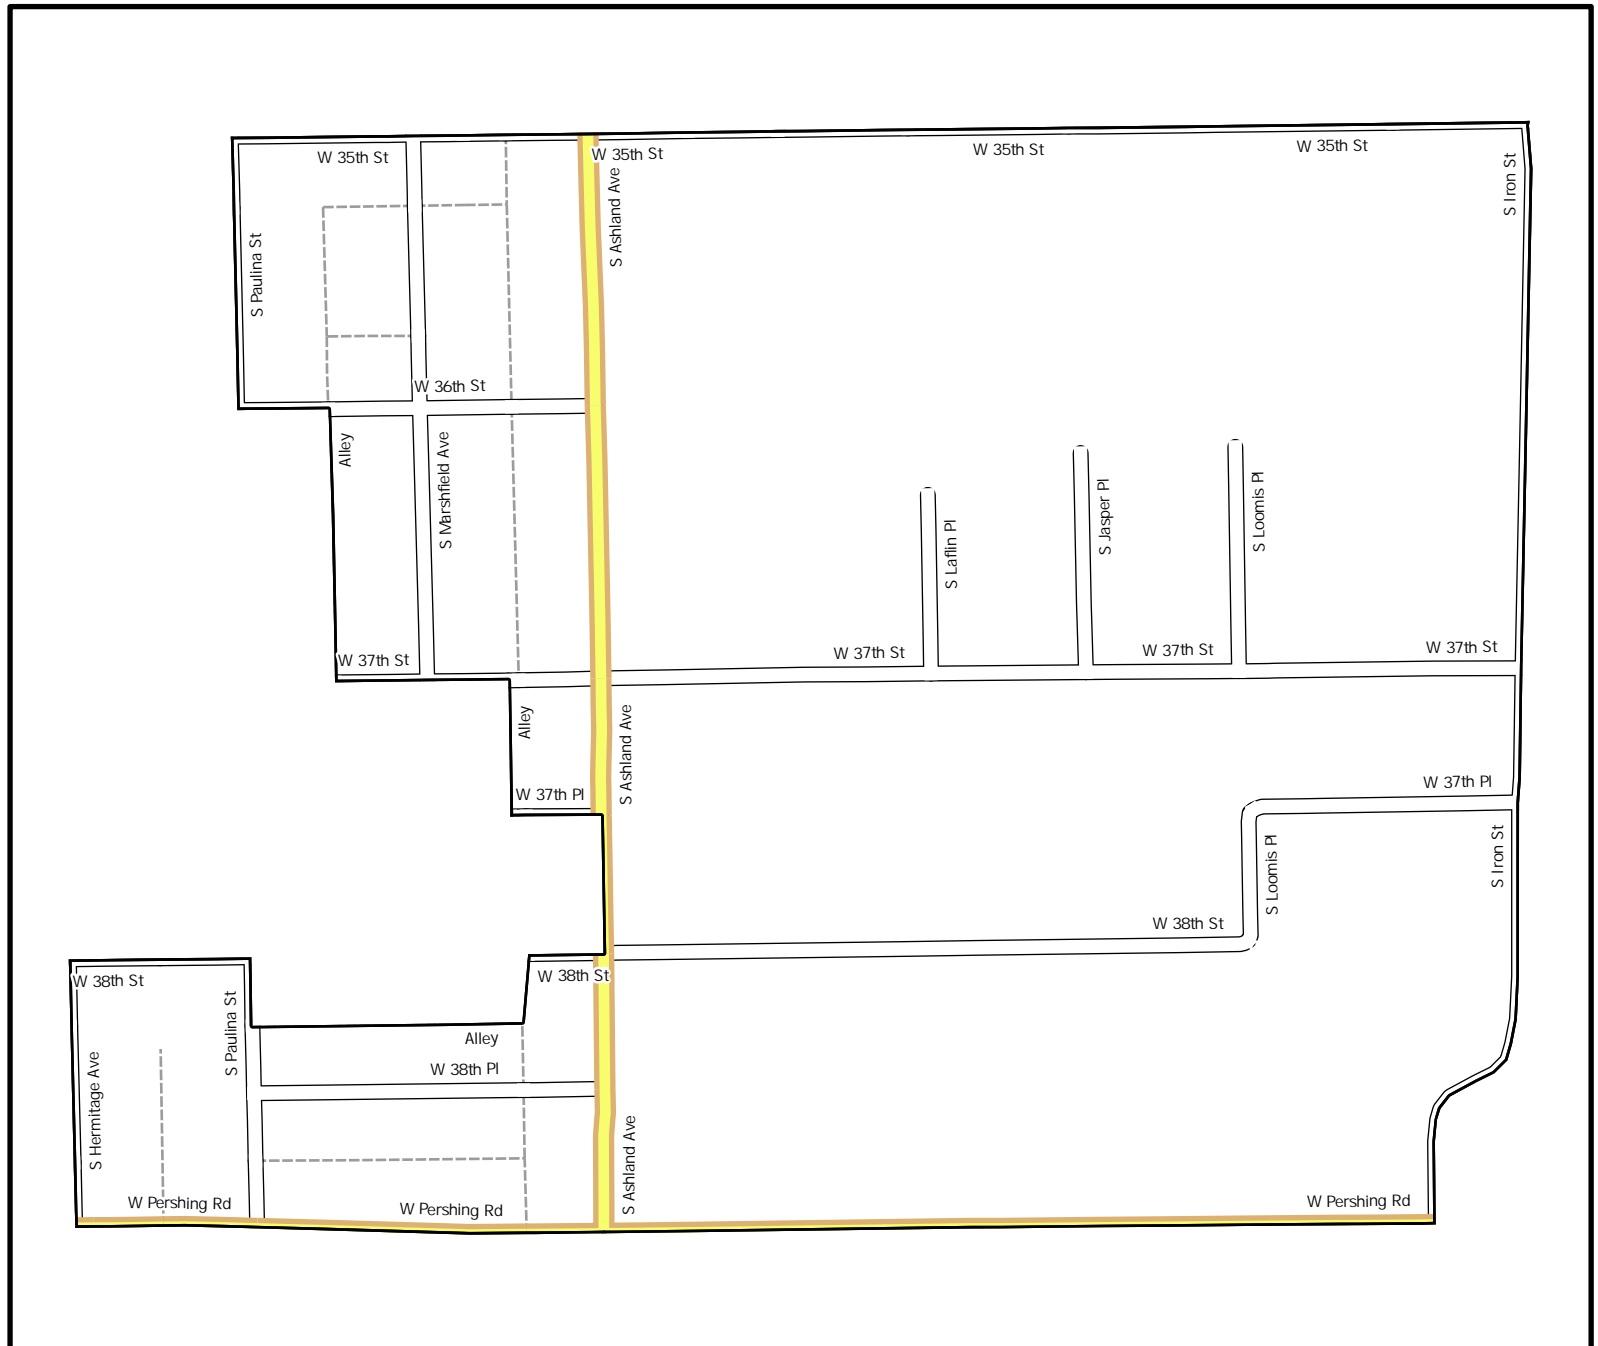 W 35th St
W 35th St
W 35th St
W 35th St
S Iron St
S Ashland Ave
S Paulina St
W 36th St
Alley
S Marshfield Ave
S Laflin Pl
S Jasper Pl
S Loomis Pl
W 37th St
W 37th St
W 37th St
W 37th St
Alley
S Ashland Ave
W 37th Pl
W 37th Pl
S Loomis Pl
S Iron St
W 38th St
W 38th St
W 38th St
S Paulina St
Alley
W 38th Pl
S Hermitage Ave
S Ashland Ave
W Pershing Rd
W Pershing Rd
W Pershing Rd